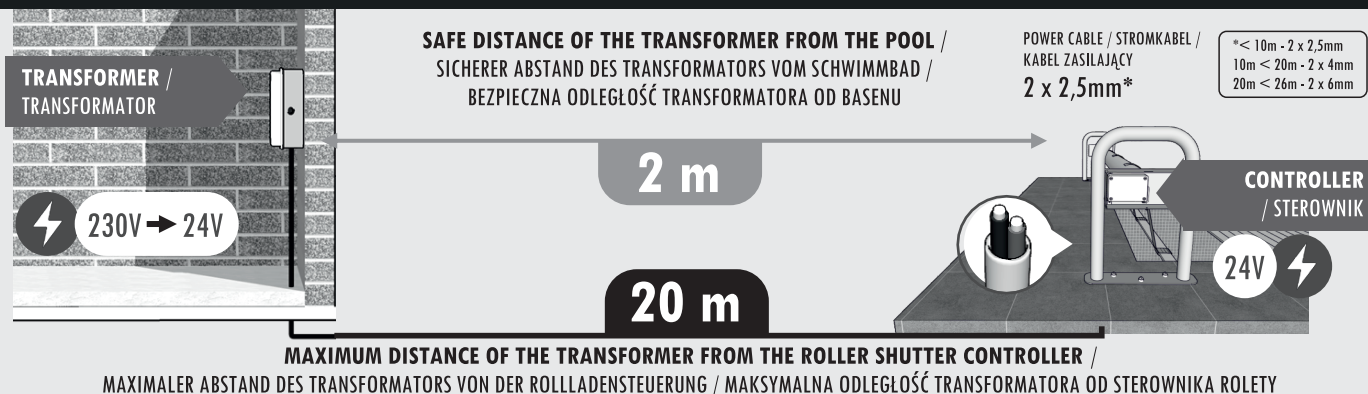 TRANSFORMER /
TRANSFORMATOR
SAFE DISTANCE OF THE TRANSFORMER FROM THE POOL /
SICHERER ABSTAND DES TRANSFORMATORS VOM SCHWIMMBAD /
BEZPIECZNA ODLEGŁOŚĆ TRANSFORMATORA OD BASENU
POWER CABLE / STROMKABEL /
KABEL ZASILAJĄCY
2 x 2,5mm*
*< 10m - 2 x 2,5mm
10m < 20m - 2 x 4mm
20m < 26m - 2 x 6mm
2 m
CONTROLLER
/ STEROWNIK
230V → 24V
24V
20 m
MAXIMUM DISTANCE OF THE TRANSFORMER FROM THE ROLLER SHUTTER CONTROLLER /
MAXIMALER ABSTAND DES TRANSFORMATORS VON DER ROLLLADENSTEUERUNG / MAKSYMALNA ODLEGŁOŚĆ TRANSFORMATORA OD STEROWNIKA ROLETY